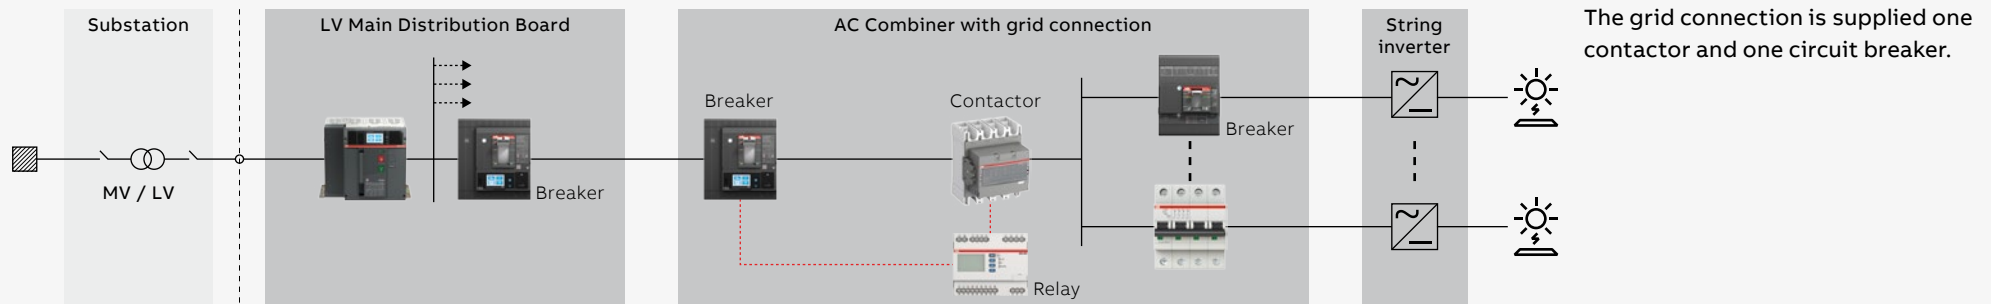 Substation
LV Main Distribution Board
AC Combiner with grid connection
String
inverter
The grid connection is supplied one
contactor and one circuit breaker.
Breaker
Contactor
Breaker
MV / LV
Breaker
Relay